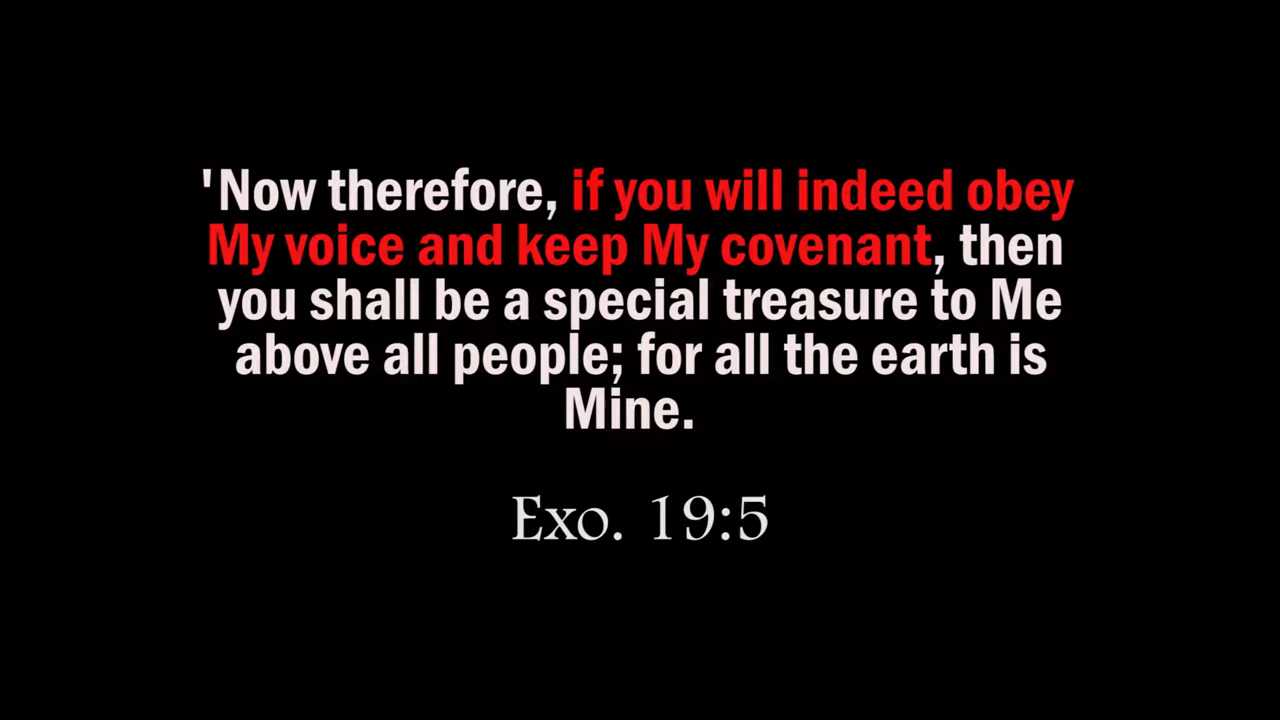 'Now therefore, if you will indeed obey
My voice and keep My covenant, then
you shall be a special treasure to Me
above all people; for all the earth is
Mine.
Exo. 19:5